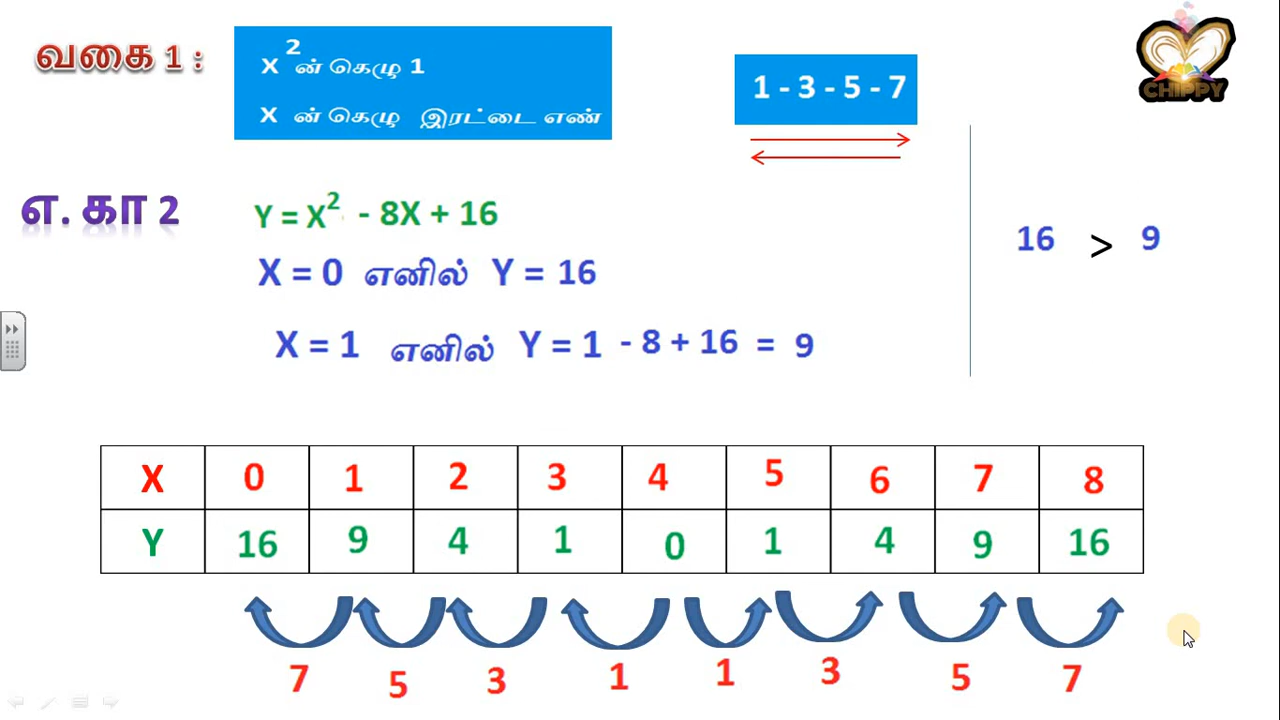 வகை 1 :
X² ன் கெழு 1
X ன் கெழு இரட்டை எண்
1 - 3 - 5 - 7
CHIPPY
எ. கா 2
Y = X² - 8X + 16
X = 0 எனில் Y = 16
X = 1 எனில் Y = 1 - 8 + 16 = 9
16 > 9
X 0 1 2 3 4 5 6 7 8
Y 16 9 4 1 0 1 4 9 16
7 5 3 1 1 3 5 7